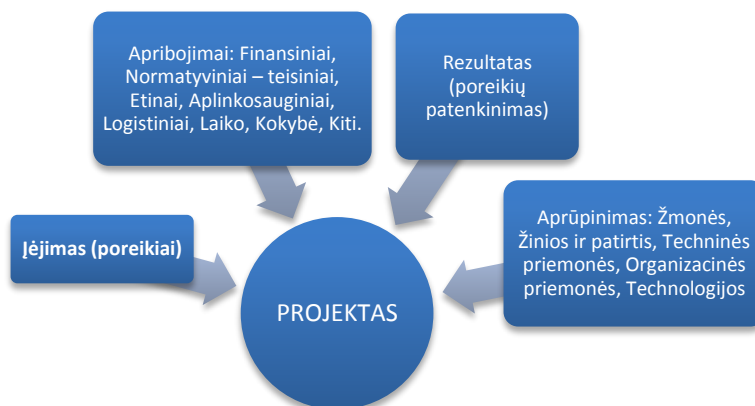 Apribojimai: Finansiniai,
Normatyviniai – teisiniai,
Etinai, Aplinkosauginiai,
Logistiniai, Laiko, Kokybė, Kiti.
Rezultatas
(poreikių
patenkinimas)
Įėjimas (poreikiai)
Aprūpinimas: Žmonės,
Žinios ir patirtis, Techninės
priemonės, Organizacinės
priemonės, Technologijos
PROJEKTAS